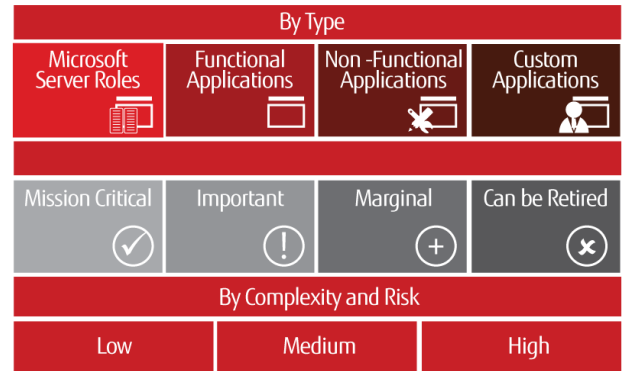 By Type
Microsoft
Server Roles
Functional
Applications
Non -Functional
Applications
Custom
Applications
Mission Critical
Important
Marginal
Can be Retired
By Complexity and Risk
Low
Medium
High